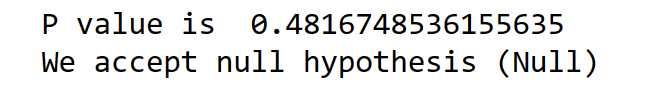 P value is  0.4816748536155635
We accept null hypothesis (Null)